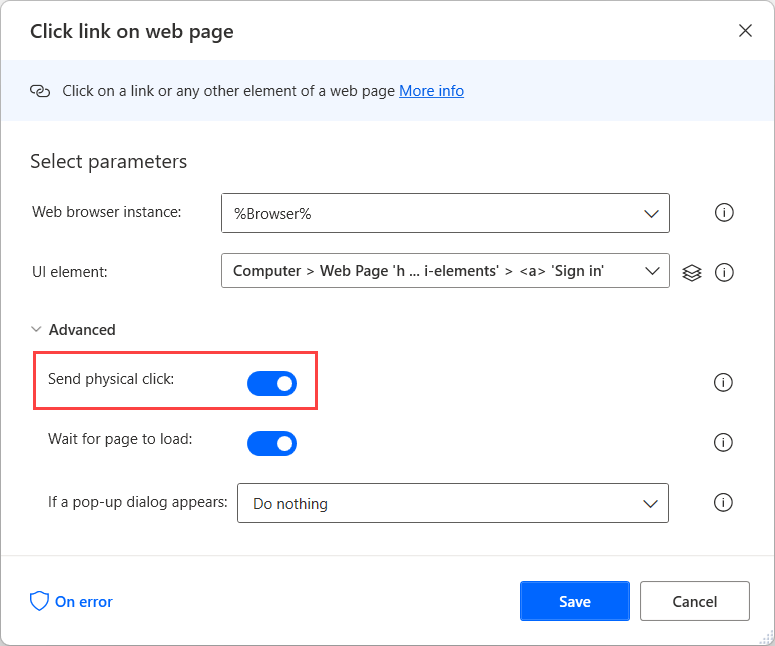 Click link on web page
Click on a link or any other element of a web page More info
Select parameters
Web browser instance: %Browser%
UI element: Computer > Web Page 'h ... i-elements' > <a> 'Sign in'
Advanced
Send physical click:
Wait for page to load:
If a pop-up dialog appears: Do nothing
On error Save Cancel